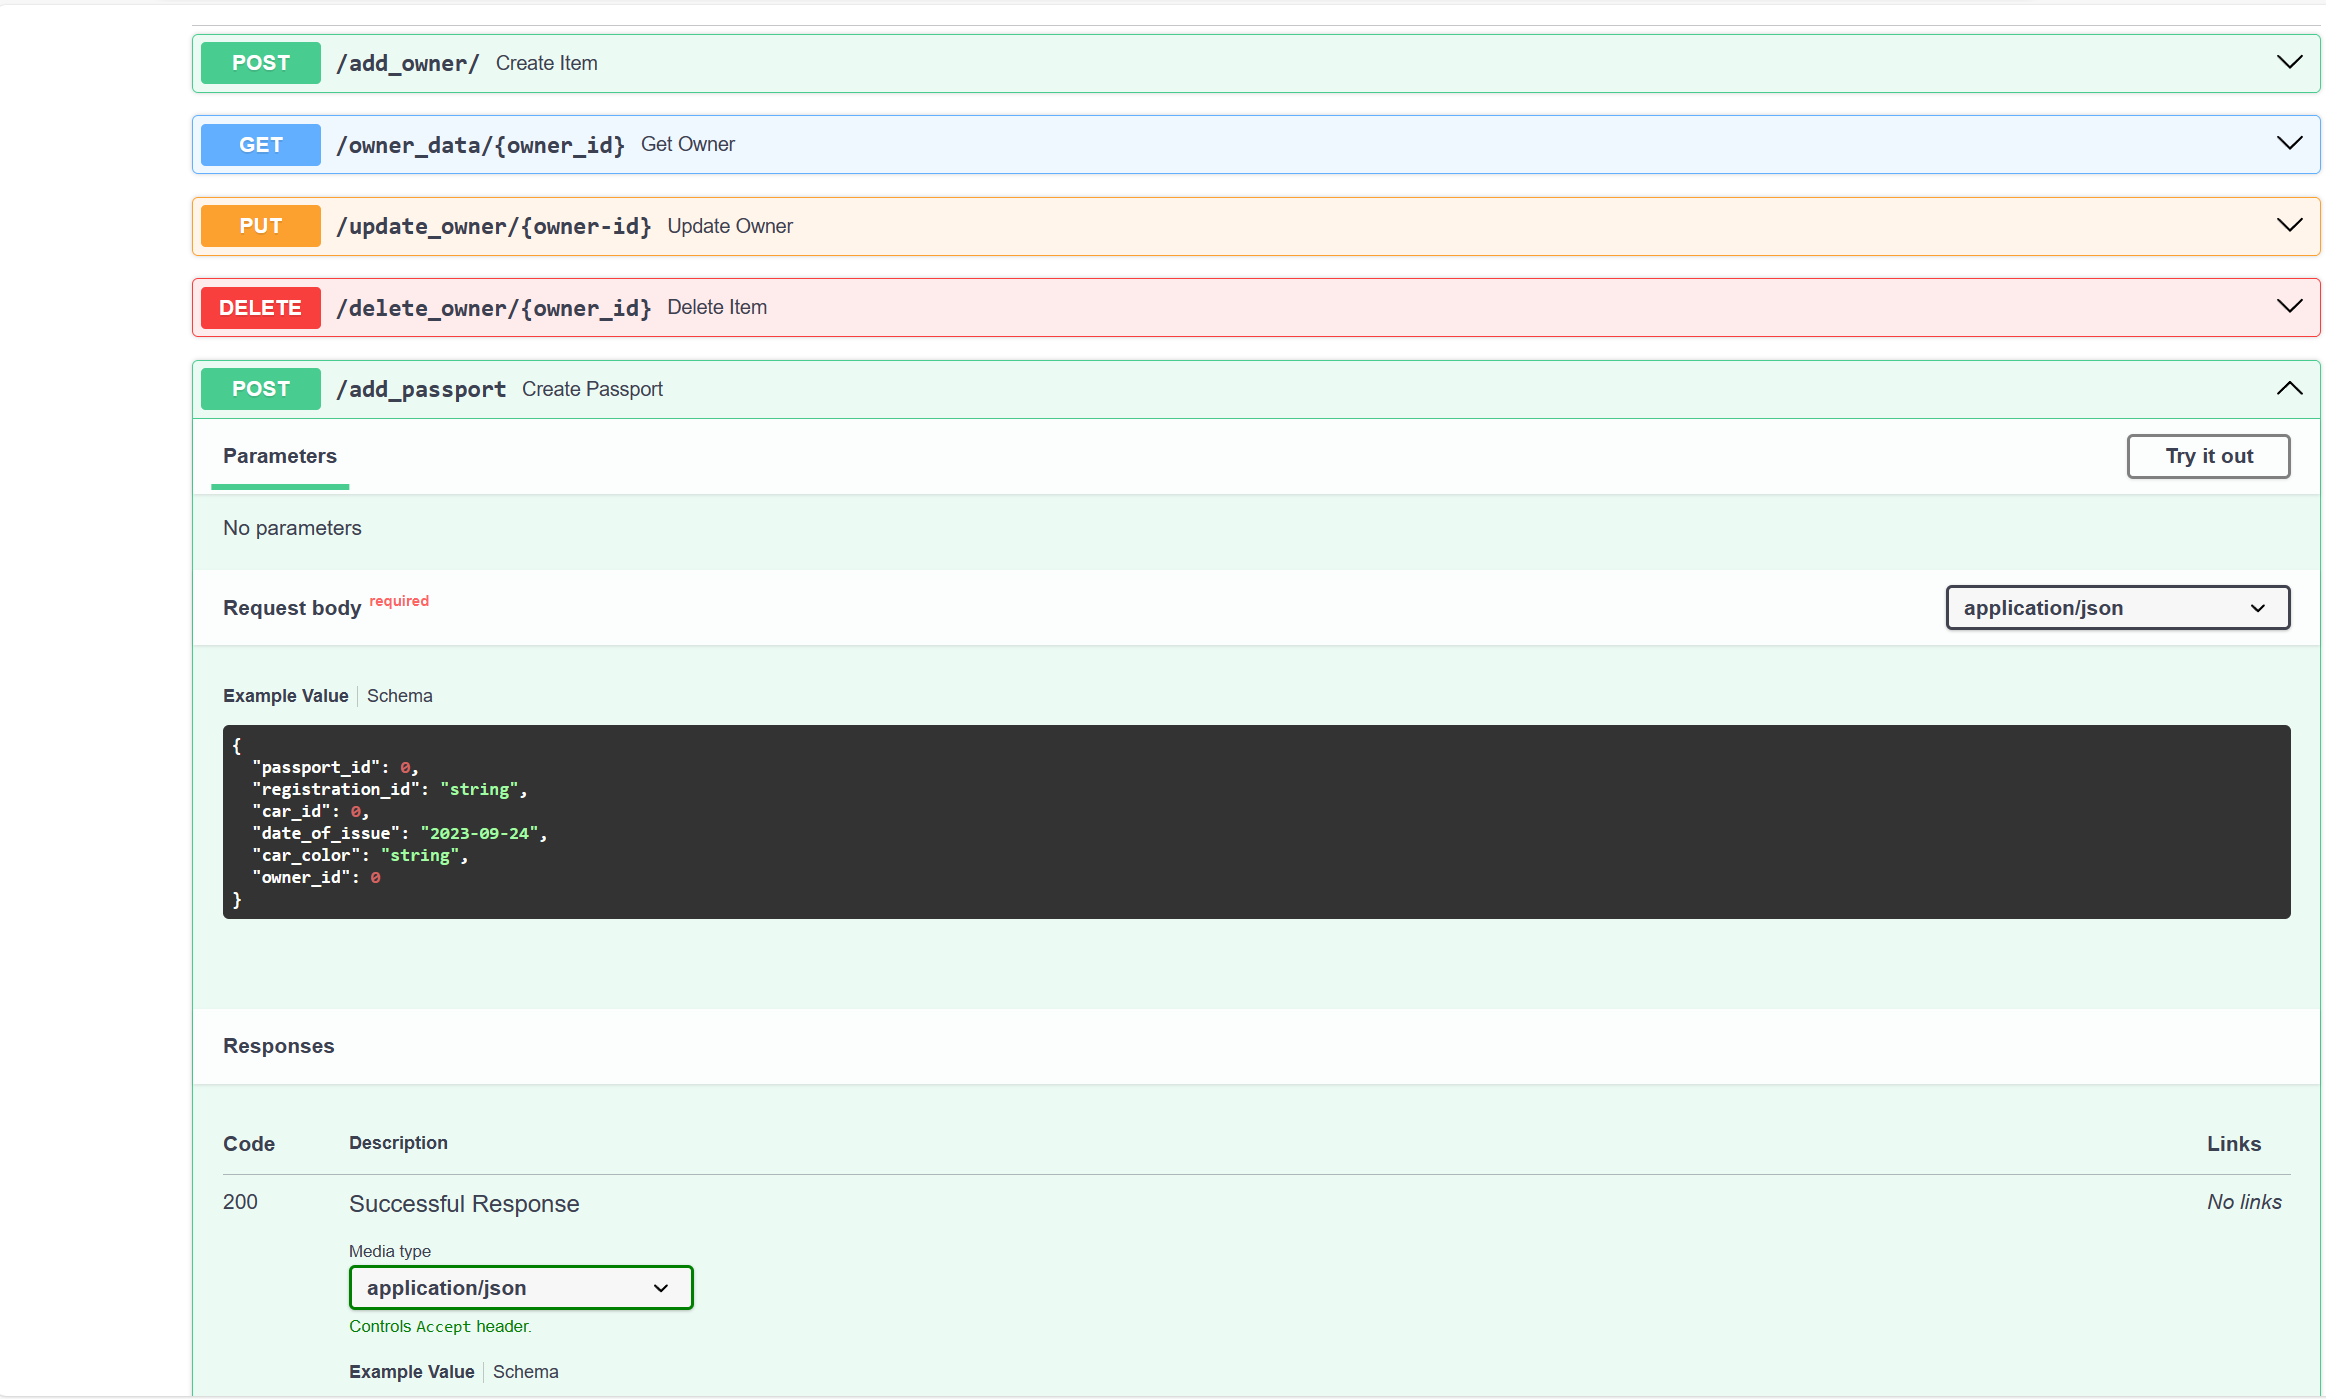 POST /add_owner/ Create Item
GET /owner_data/{owner_id} Get Owner
PUT /update_owner/{owner-id} Update Owner
DELETE /delete_owner/{owner_id} Delete Item
POST /add_passport Create Passport
Parameters
Try it out
No parameters
Request body required
application/json
Example Value Schema
{
"passport_id": 0,
"registration_id": "string",
"car_id": 0,
"date_of_issue": "2023-09-24",
"car_color": "string",
"owner_id": 0
}
Responses
Code Description Links
200 Successful Response No links
Media type
application/json
Controls Accept header.
Example Value Schema